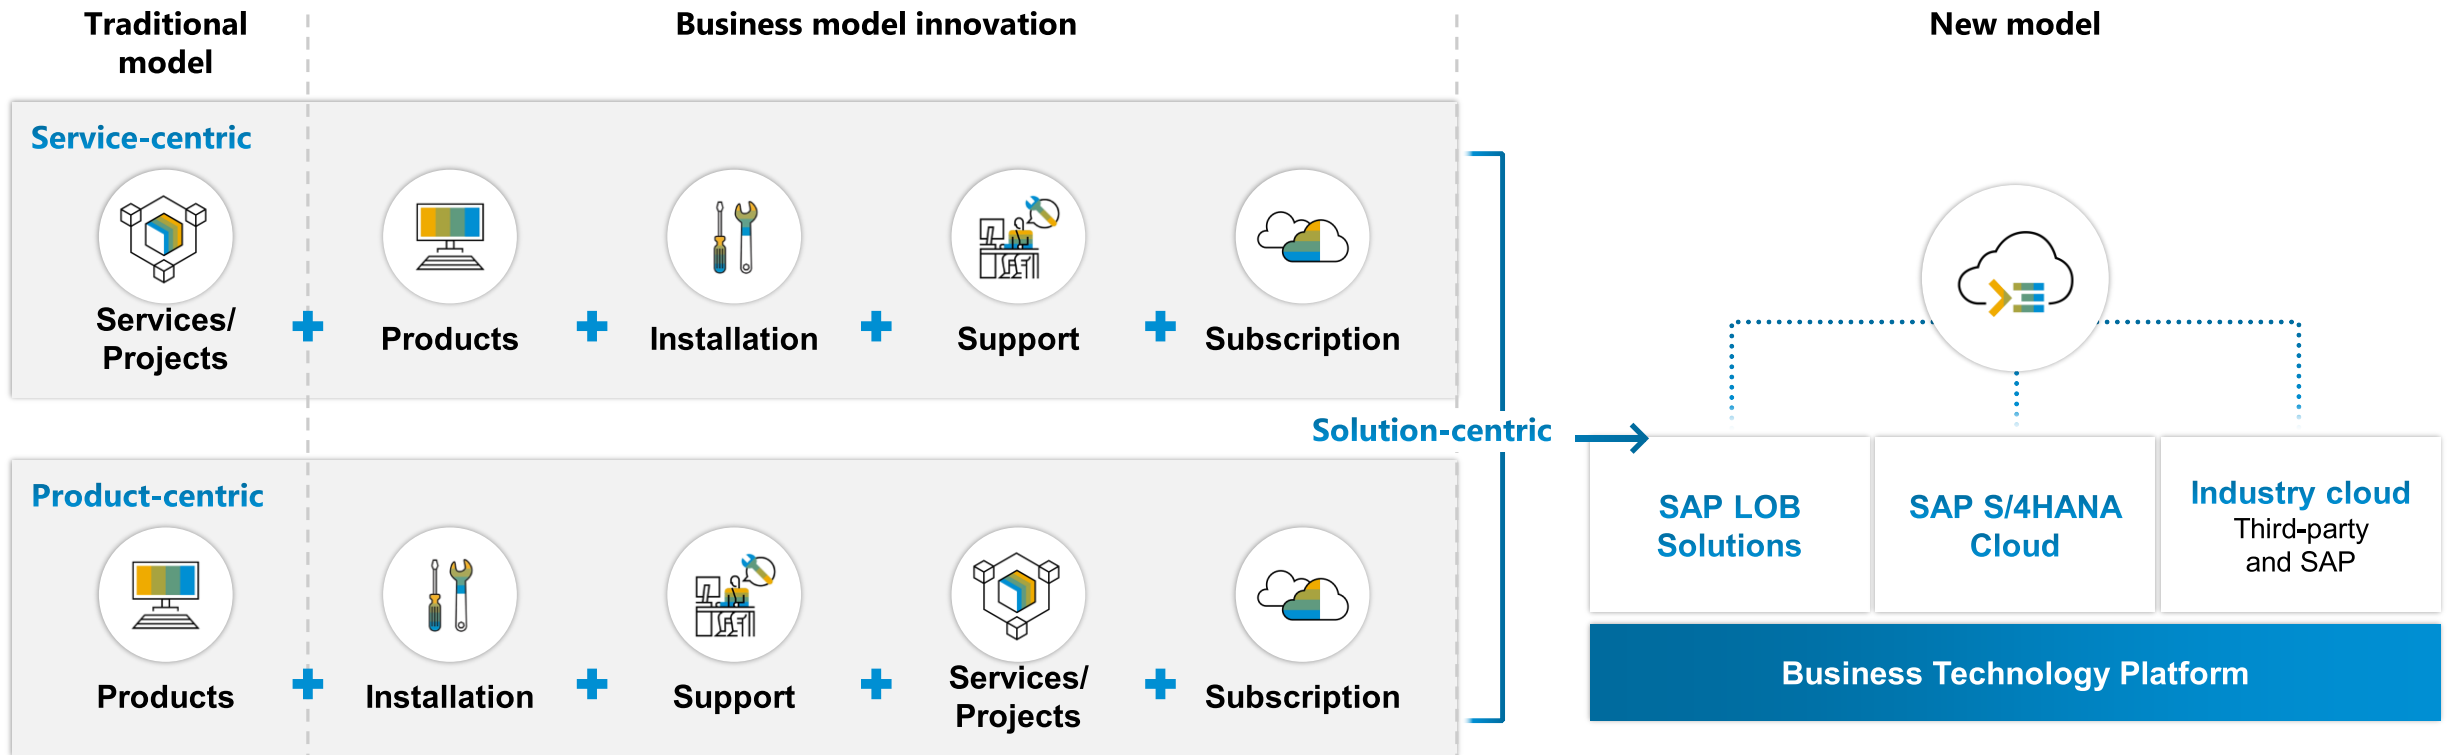 Traditional
model
Business model innovation
New model
Service-centric
Services/
Projects
Products
Installation
Support
Subscription
Solution-centric
Product-centric
Products
Installation
Support
Services/
Projects
Subscription
SAP LOB
Solutions
SAP S/4HANA
Cloud
Industry cloud
Third-party
and SAP
Business Technology Platform